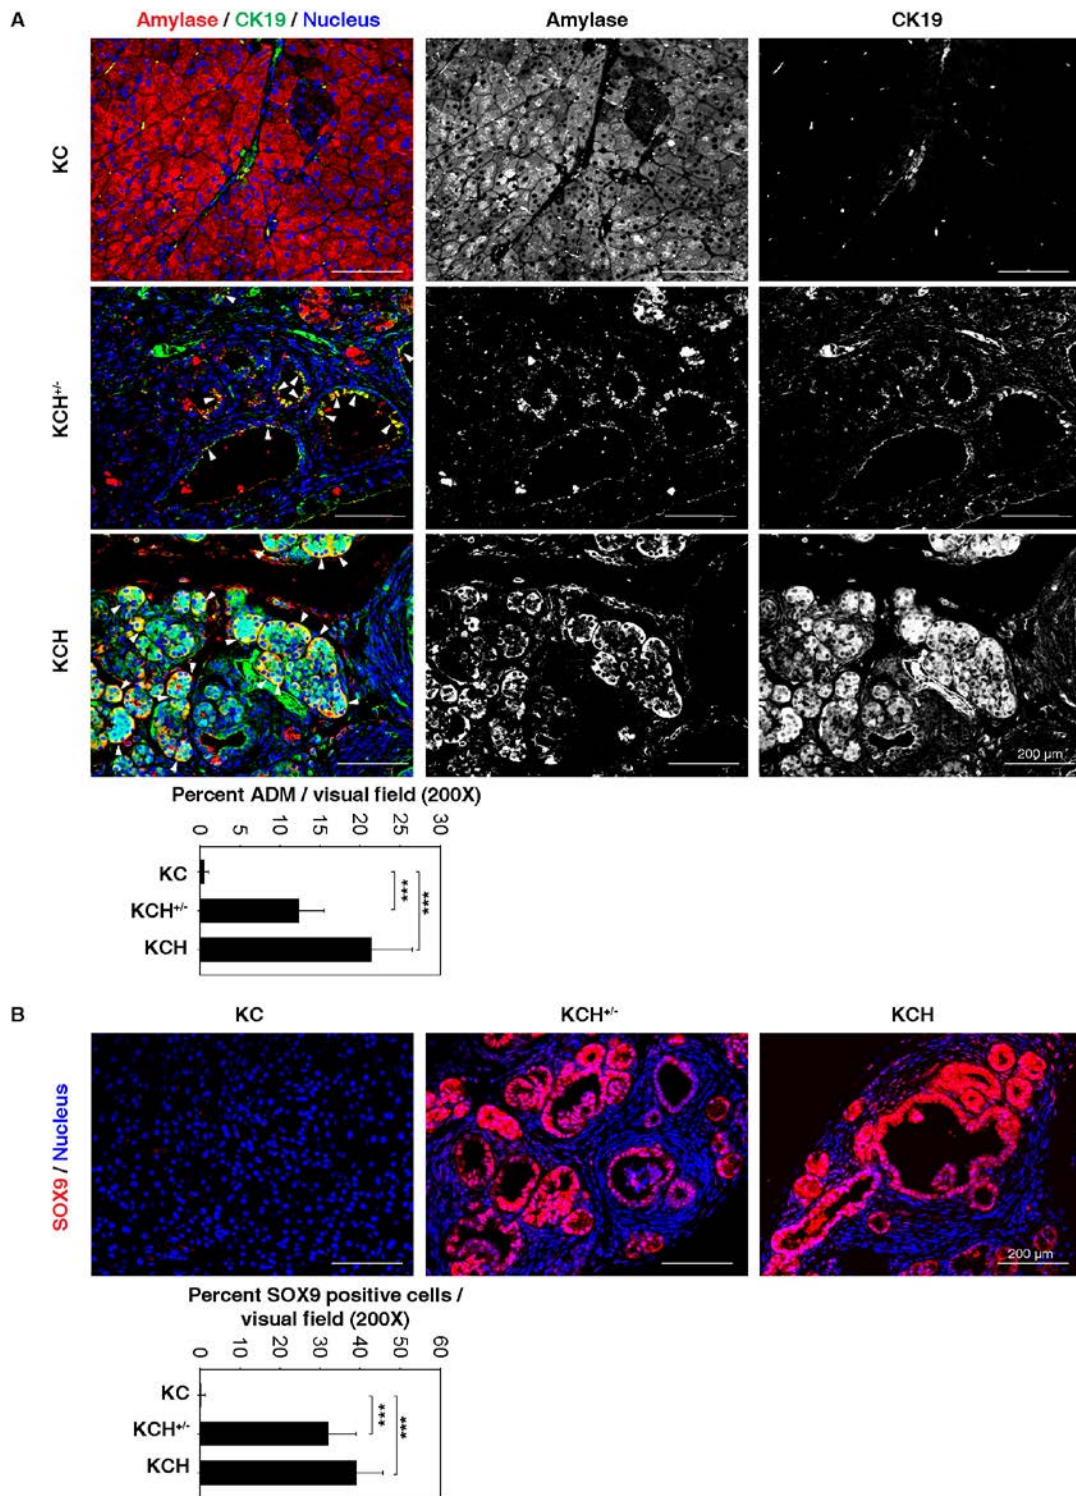 A
Amylase / CK19 / Nucleus
Amylase
CK19
KC
KCH+/-
KCH
200 µm
Percent ADM / visual field (200X)
0 5 10 15 20 25 30
KC
KCH+/-
KCH
***
***
B
KC
KCH+/-
KCH
SOX9 / Nucleus
200 µm
Percent SOX9 positive cells /
visual field (200X)
0 10 20 30 40 50 60
KC
KCH+/-
KCH
***
***